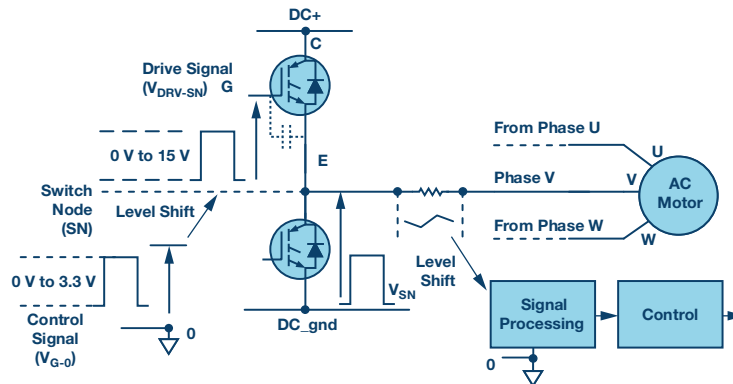 DC+
C
Drive Signal
(VDRV-SN) G
0 V to 15 V
E
From Phase U
U
Switch
Node
(SN)
Level Shift
Phase V
V
AC
Motor
From Phase W
W
0 V to 3.3 V
Control
Signal
(VG-0)
0
VSN
DC_gnd
Level
Shift
Signal
Processing
Control
0